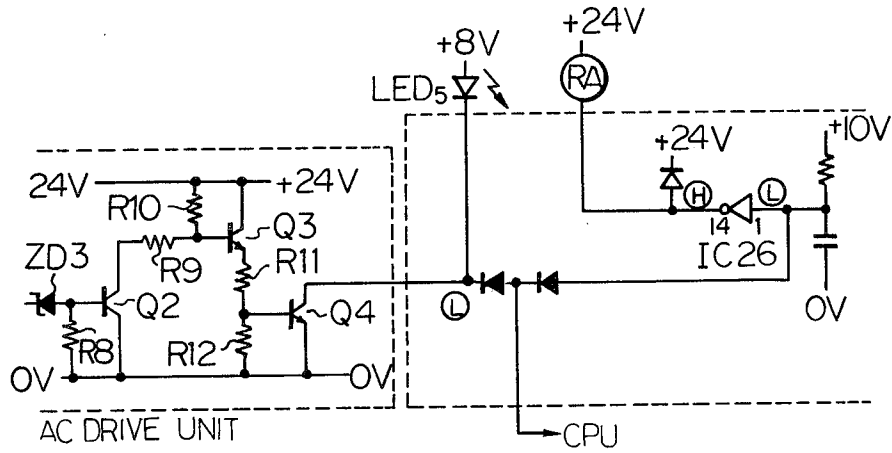 +24V
+8V
RA
LED5
+10V
+24V
24V
+24V
H
L
R10
Q3
14
1
IC26
ZD3
R9
R11
Q2
Q4
L
0V
R8
R12
0V
0V
AC DRIVE UNIT
CPU